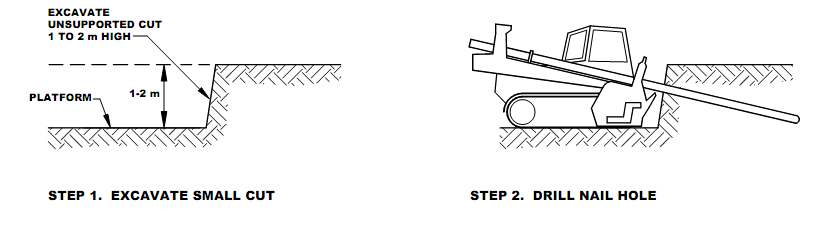 EXCAVATE
UNSUPPORTED CUT
1 TO 2 m HIGH
1-2 m
PLATFORM
STEP 1. EXCAVATE SMALL CUT
STEP 2. DRILL NAIL HOLE